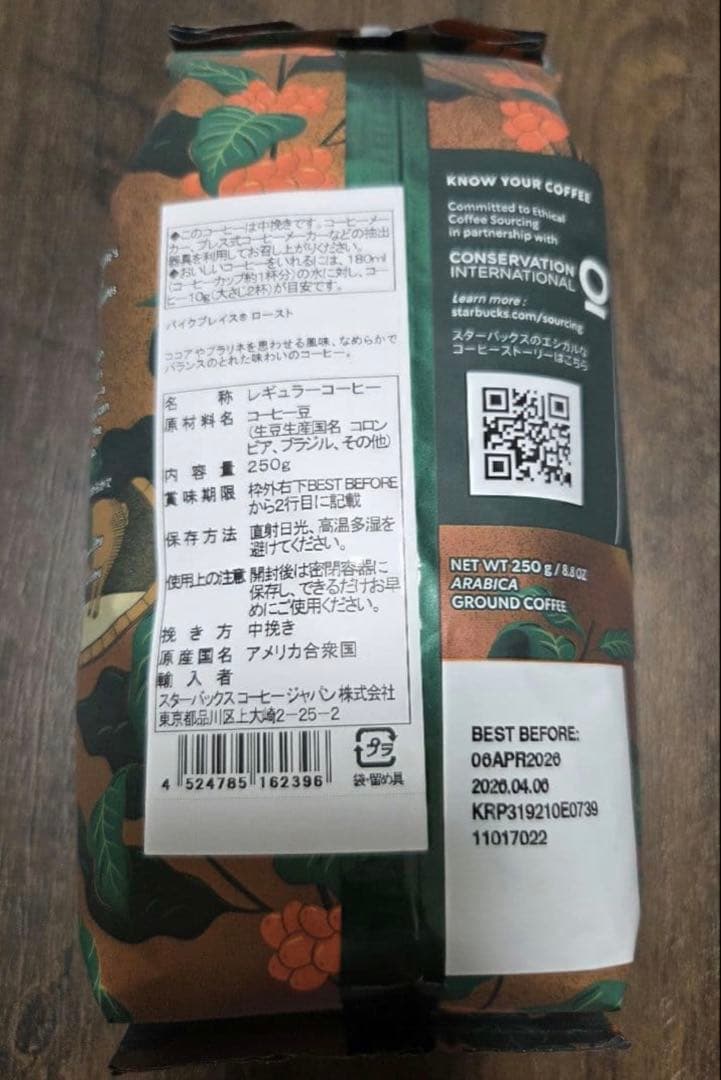 ◆このコーヒーは中挽きです。コーヒーメー
カー、プレス式コーヒーメーカーなどの抽出
器具を利用してお召し上がりください。
◆おいしいコーヒーをいれるには、180ml
(コーヒーカップ約1杯分)の水に対し、コー
ヒー10g(大さじ2杯)が目安です。
パイクプレイス® ロースト
ココアやプラリネを思わせる風味、なめらかで
バランスのとれた味わいのコーヒー。
名称 レギュラーコーヒー
原材料名 コーヒー豆
(生豆生産国名 コロン
ビア、ブラジル、その他)
内容量 250g
賞味期限 枠外右下BEST BEFORE
から2行目に記載
保存方法 直射日光、高温多湿を
避けてください。
使用上の注意 開封後は密閉容器に
保存し、できるだけお早
めにご使用ください。
挽き方 中挽き
原産国名 アメリカ合衆国
輸入者
スターバックス コーヒー ジャパン 株式会社
東京都品川区上大崎2-25-2
4 524785 162396
プラ
袋・留め具
KNOW YOUR COFFEE
Committed to Ethical
Coffee Sourcing
in partnership with
CONSERVATION
INTERNATIONAL
Learn more :
starbucks.com/sourcing
スターバックスのエシカルな
コーヒーストーリーはこちら
NET WT 250 g / 8.8 OZ
ARABICA
GROUND COFFEE
BEST BEFORE:
06APR2026
2026.04.06
KRP319210E0739
11017022